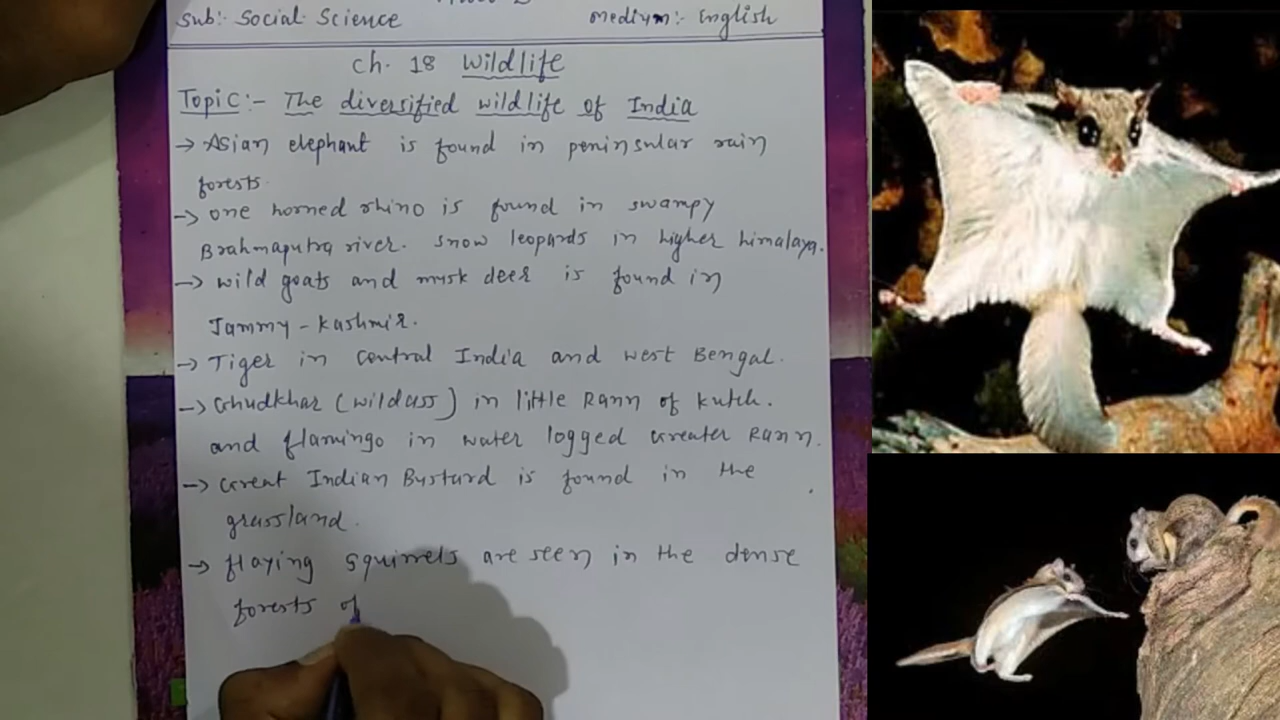 Sub:- Social Science
Medium:- English
Ch. 18 Wildlife
Topic:- The diversified wildlife of India
→ Asian elephant is found in peninsular rain
forests.
→ one horned rhino is found in swampy
Brahmaputra river. snow leopards in higher himalaya.
→ wild goats and musk deer is found in
Jammu-kashmir.
→ Tiger in central India and west Bengal.
→ Ghudkhar (wildass) in little Rann of kutch.
and flamingo in water logged Greater Rann.
→ Great Indian Bustard is found in the
grassland.
→ flaying squirrels are seen in the dense
forests of